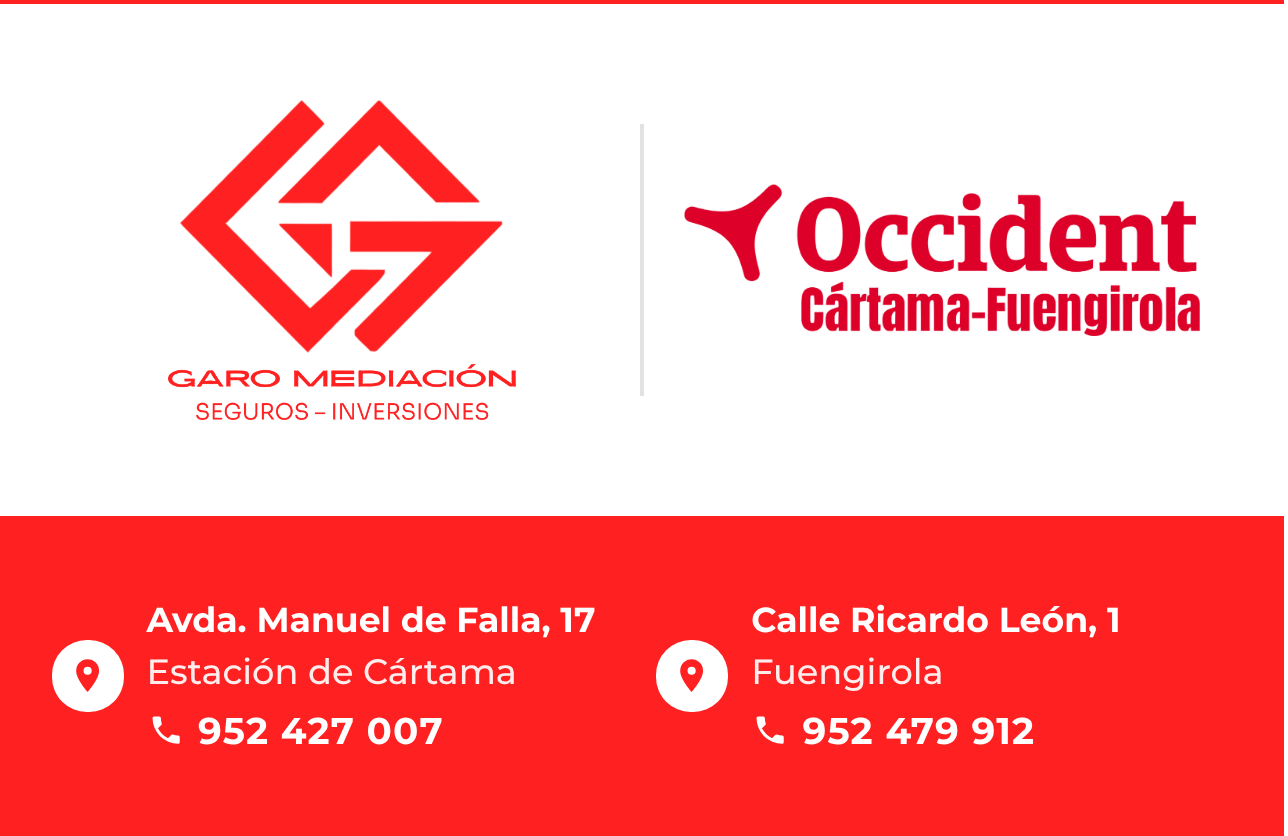 GARO MEDIACIÓN
SEGUROS – INVERSIONES
Occident
Cártama-Fuengirola
Avda. Manuel de Falla, 17
Estación de Cártama
952 427 007
Calle Ricardo León, 1
Fuengirola
952 479 912